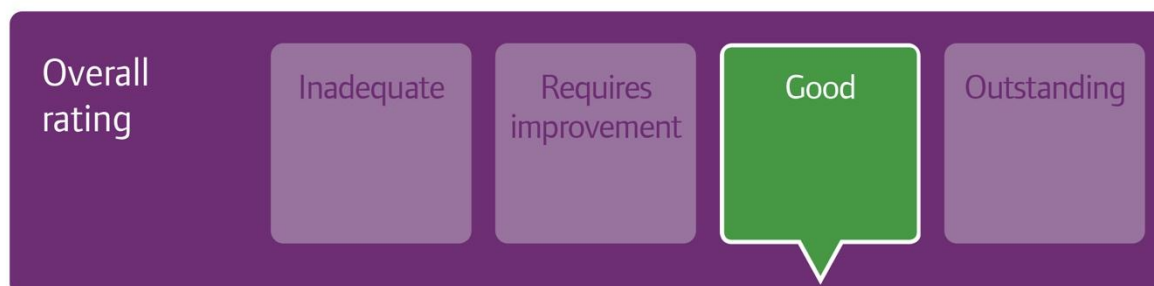 Overall
rating
Inadequate
Requires
improvement
Good
Outstanding